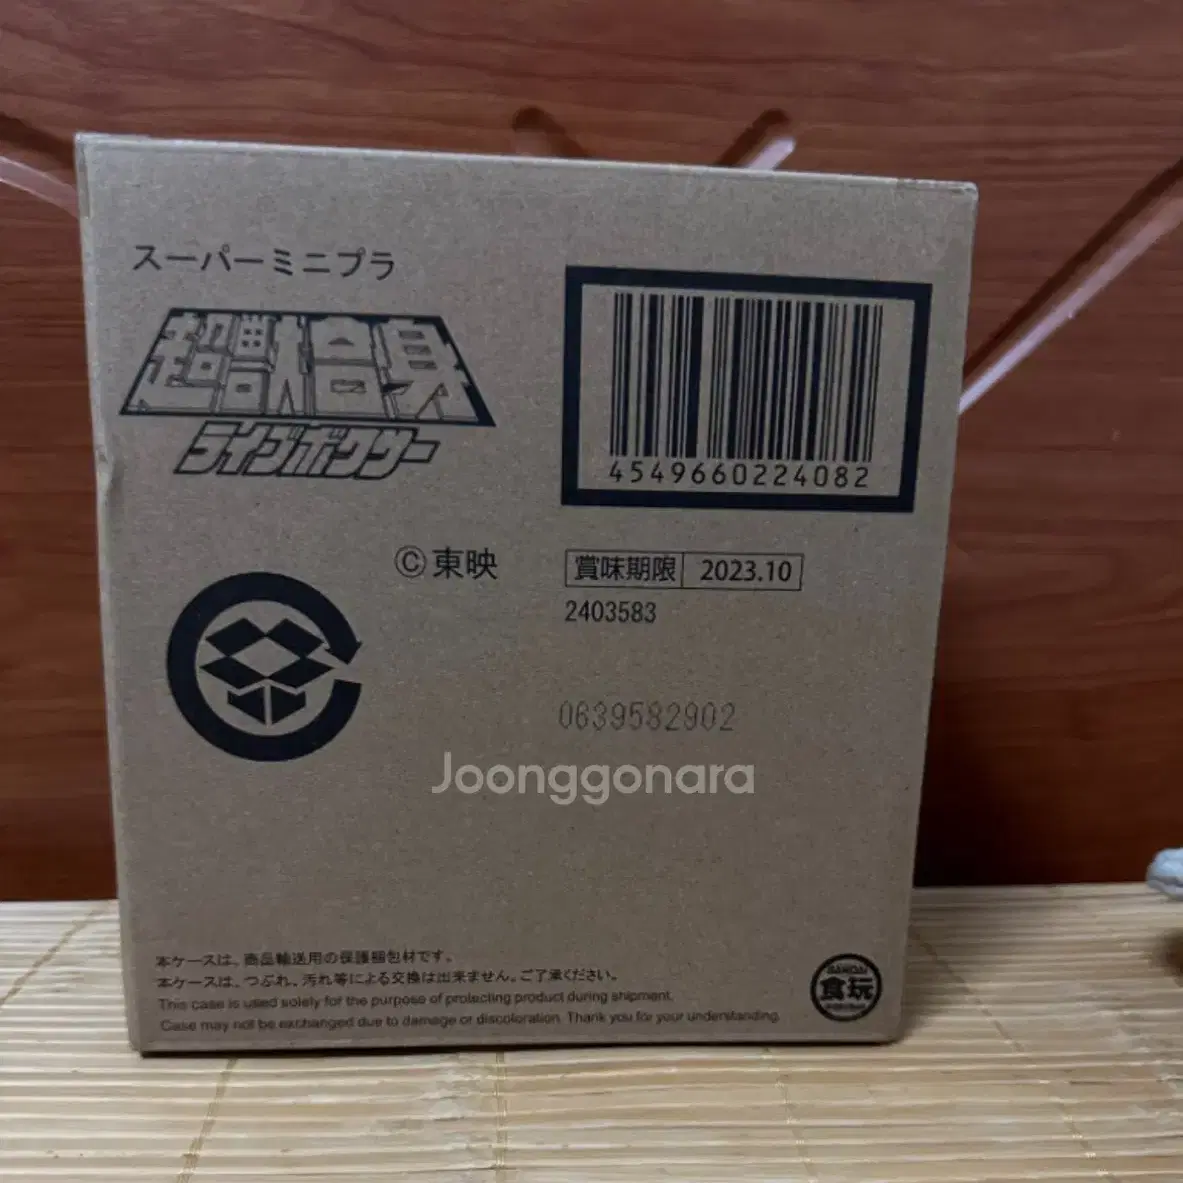 スーパーミニプラ
超獣合身
ライブボクサー
4549660224082
©東映
賞味期限 2023.10
2403583
0639582902
Joonggonara
本ケースは、商品輸送用の保護梱包材です。
本ケースは、つぶれ、汚れ等による交換は出来ません。ご了承ください。
This case is used solely for the purpose of protecting product during shipment.
Case may not be exchanged due to damage or discoloration. Thank you for your understanding.
BANDAI
食玩